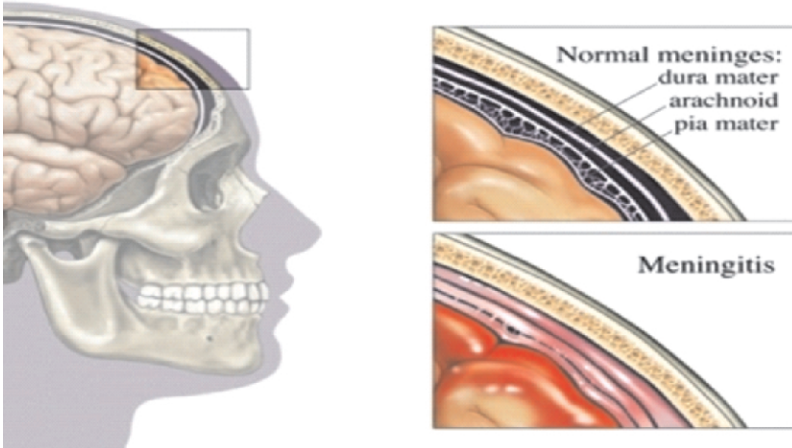 Normal meninges:
dura mater
arachnoid
pia mater
Meningitis